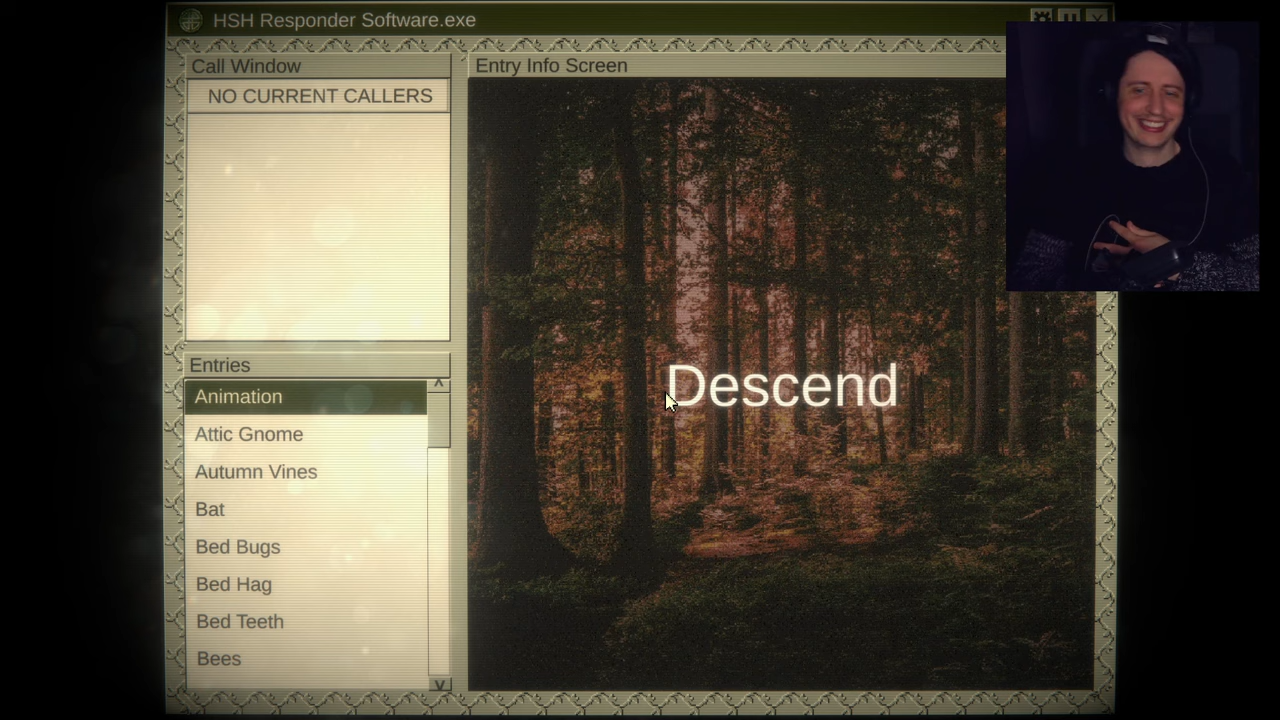 HSH Responder Software.exe
Call Window
NO CURRENT CALLERS
Entry Info Screen
Descend
Entries
Animation
Attic Gnome
Autumn Vines
Bat
Bed Bugs
Bed Hag
Bed Teeth
Bees